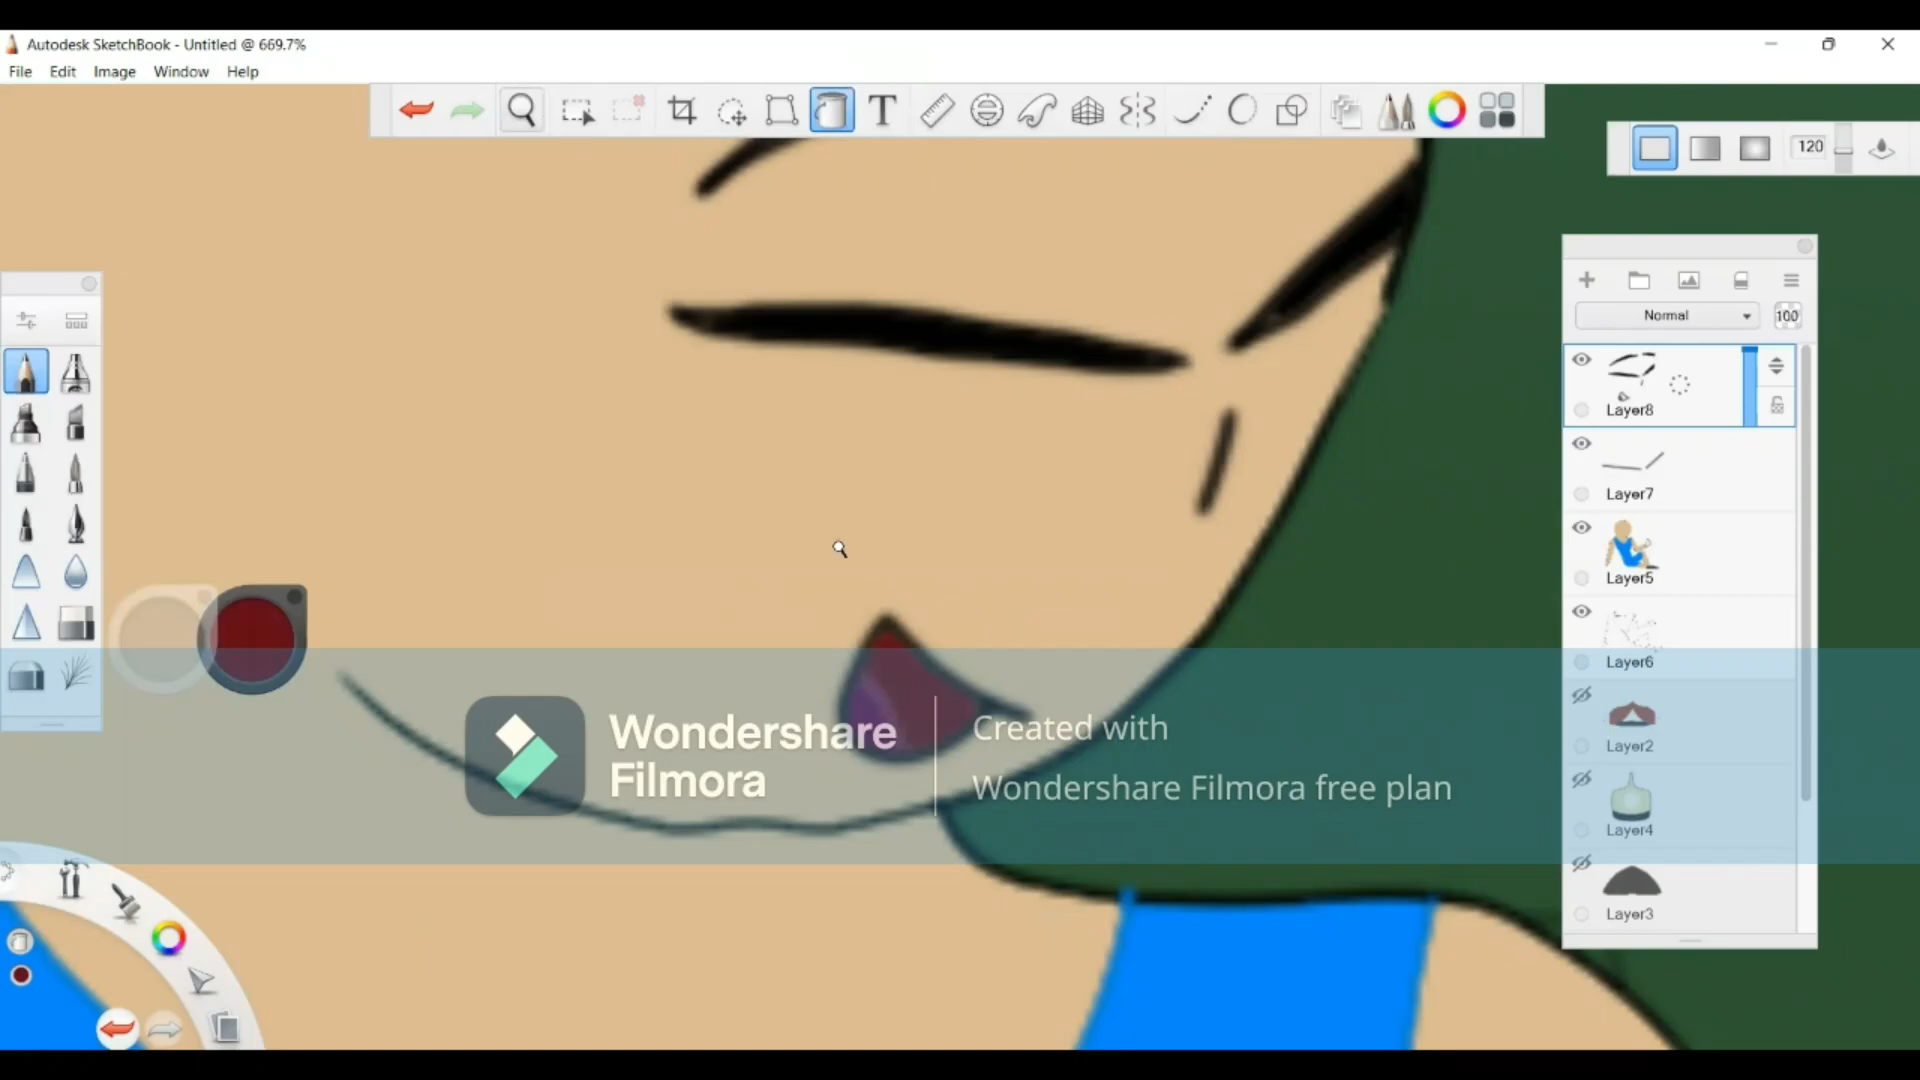 Autodesk SketchBook - Untitled @ 669.7%
File Edit Image Window Help
T
120
Normal 100
Layer8
Layer7
Layer5
Layer6
Layer2
Layer4
Layer3
Wondershare
Filmora
Created with
Wondershare Filmora free plan